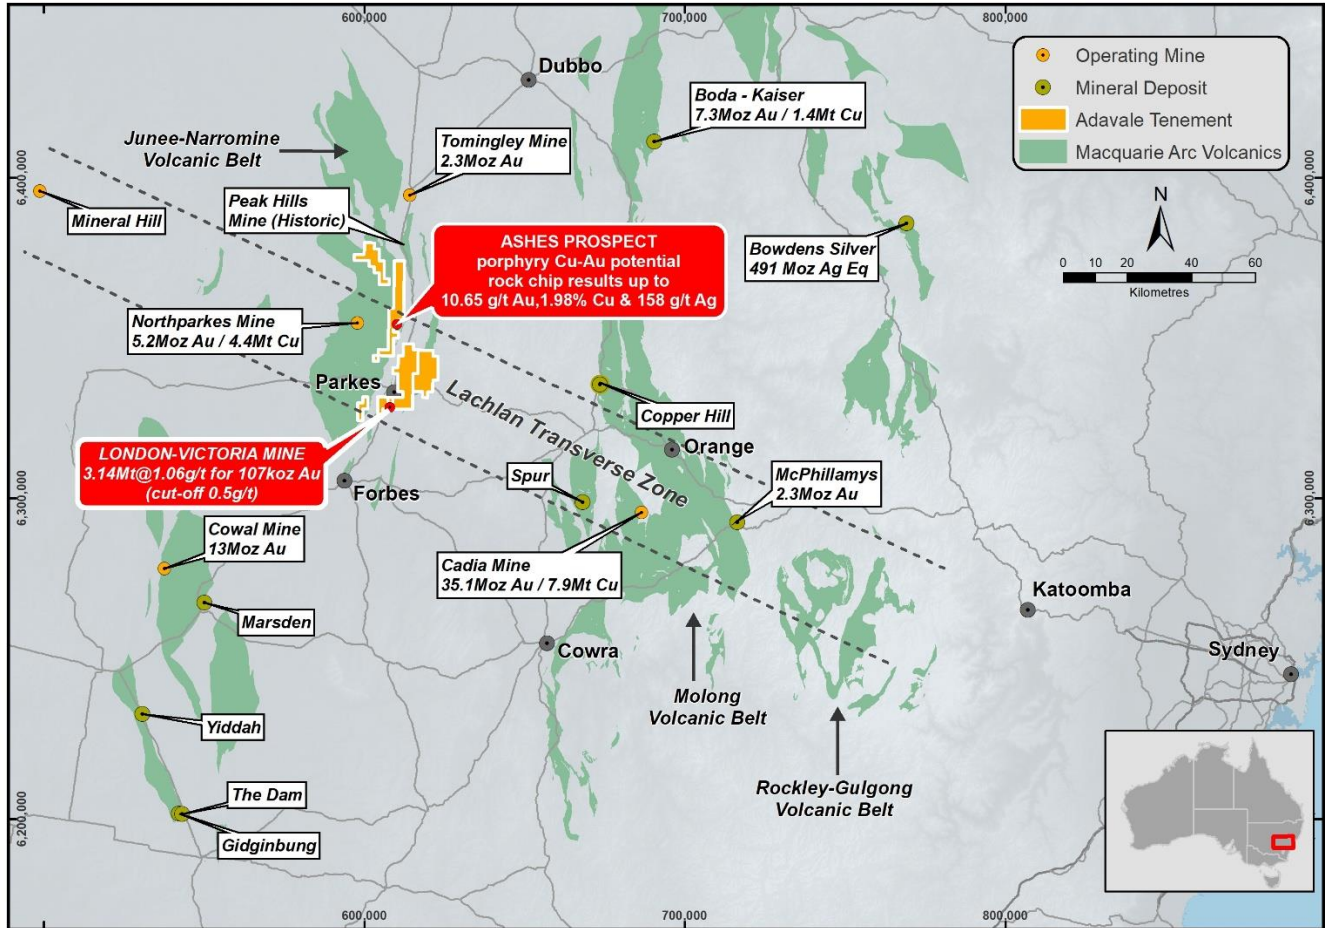 600,000
700,000
800,000
Operating Mine
Mineral Deposit
Adavale Tenement
Macquarie Arc Volcanics
Dubbo
Boda - Kaiser
7.3Moz Au / 1.4Mt Cu
Junee-Narromine
Volcanic Belt
Tomingley Mine
2.3Moz Au
6,400,000
6,400,000
Mineral Hill
Peak Hills
Mine (Historic)
N
ASHES PROSPECT
porphyry Cu-Au potential
rock chip results up to
10.65 g/t Au,1.98% Cu & 158 g/t Ag
Bowdens Silver
491 Moz Ag Eq
0 10 20 30 40 50 60
Kilometres
Northparkes Mine
5.2Moz Au / 4.4Mt Cu
Parkes
Lachlan Transverse Zone
Copper Hill
Orange
LONDON-VICTORIA MINE
3.14Mt@1.06g/t for 107koz Au
(cut-off 0.5g/t)
Forbes
Spur
McPhillamys
2.3Moz Au
6,300,000
6,300,000
Cowal Mine
13Moz Au
Cadia Mine
35.1Moz Au / 7.9Mt Cu
Marsden
Katoomba
Cowra
Sydney
Molong
Volcanic Belt
Yiddah
Rockley-Gulgong
Volcanic Belt
The Dam
Gidginbung
6,200,000
6,200,000
600,000
700,000
800,000